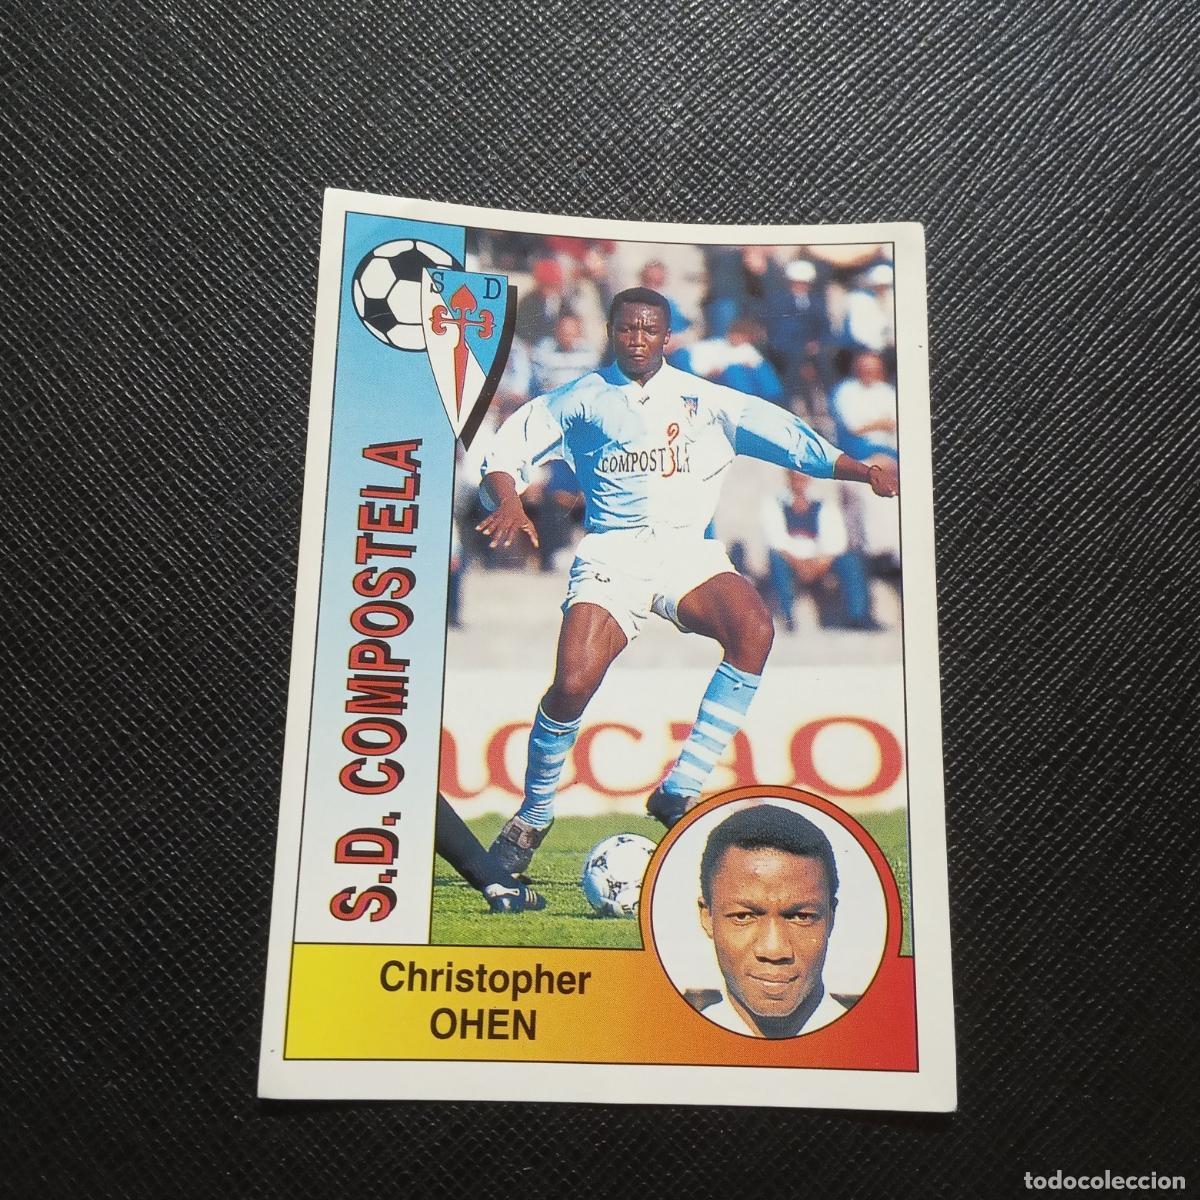 S D
S.D. COMPOSTELA
COMPOSTELA
Christopher
OHEN
todocoleccion